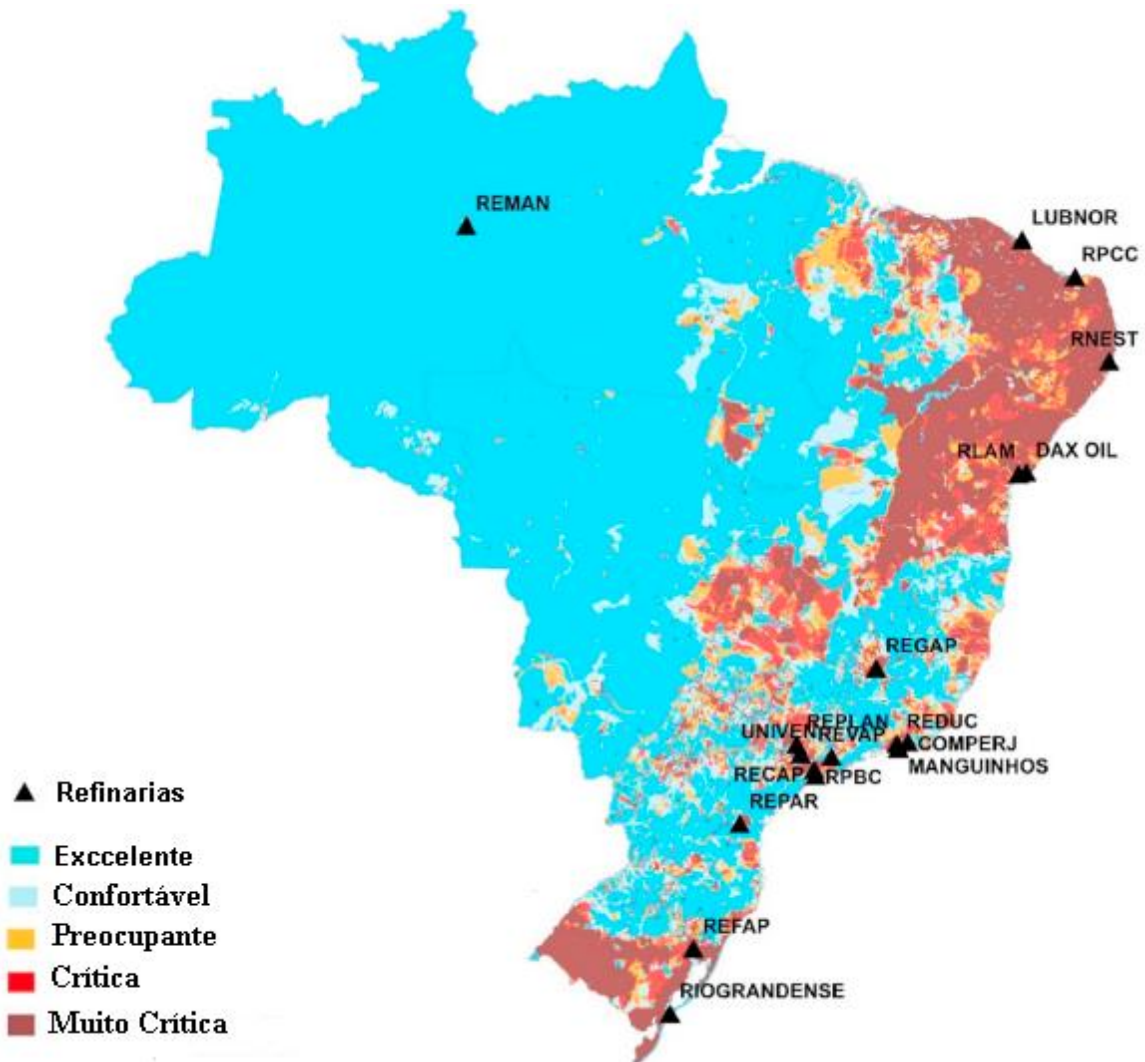 REMAN
LUBNOR
RPCC
RNEST
RLAM
DAX OIL
REGAP
REPLAN
REDUC
UNIVEN
REVAP
COMPERJ
MANGUINHOS
RECAP
RPBC
REPAR
REFAP
RIOGRANDENSE
Refinarias
Exccelente
Confortável
Preocupante
Crítica
Muito Crítica